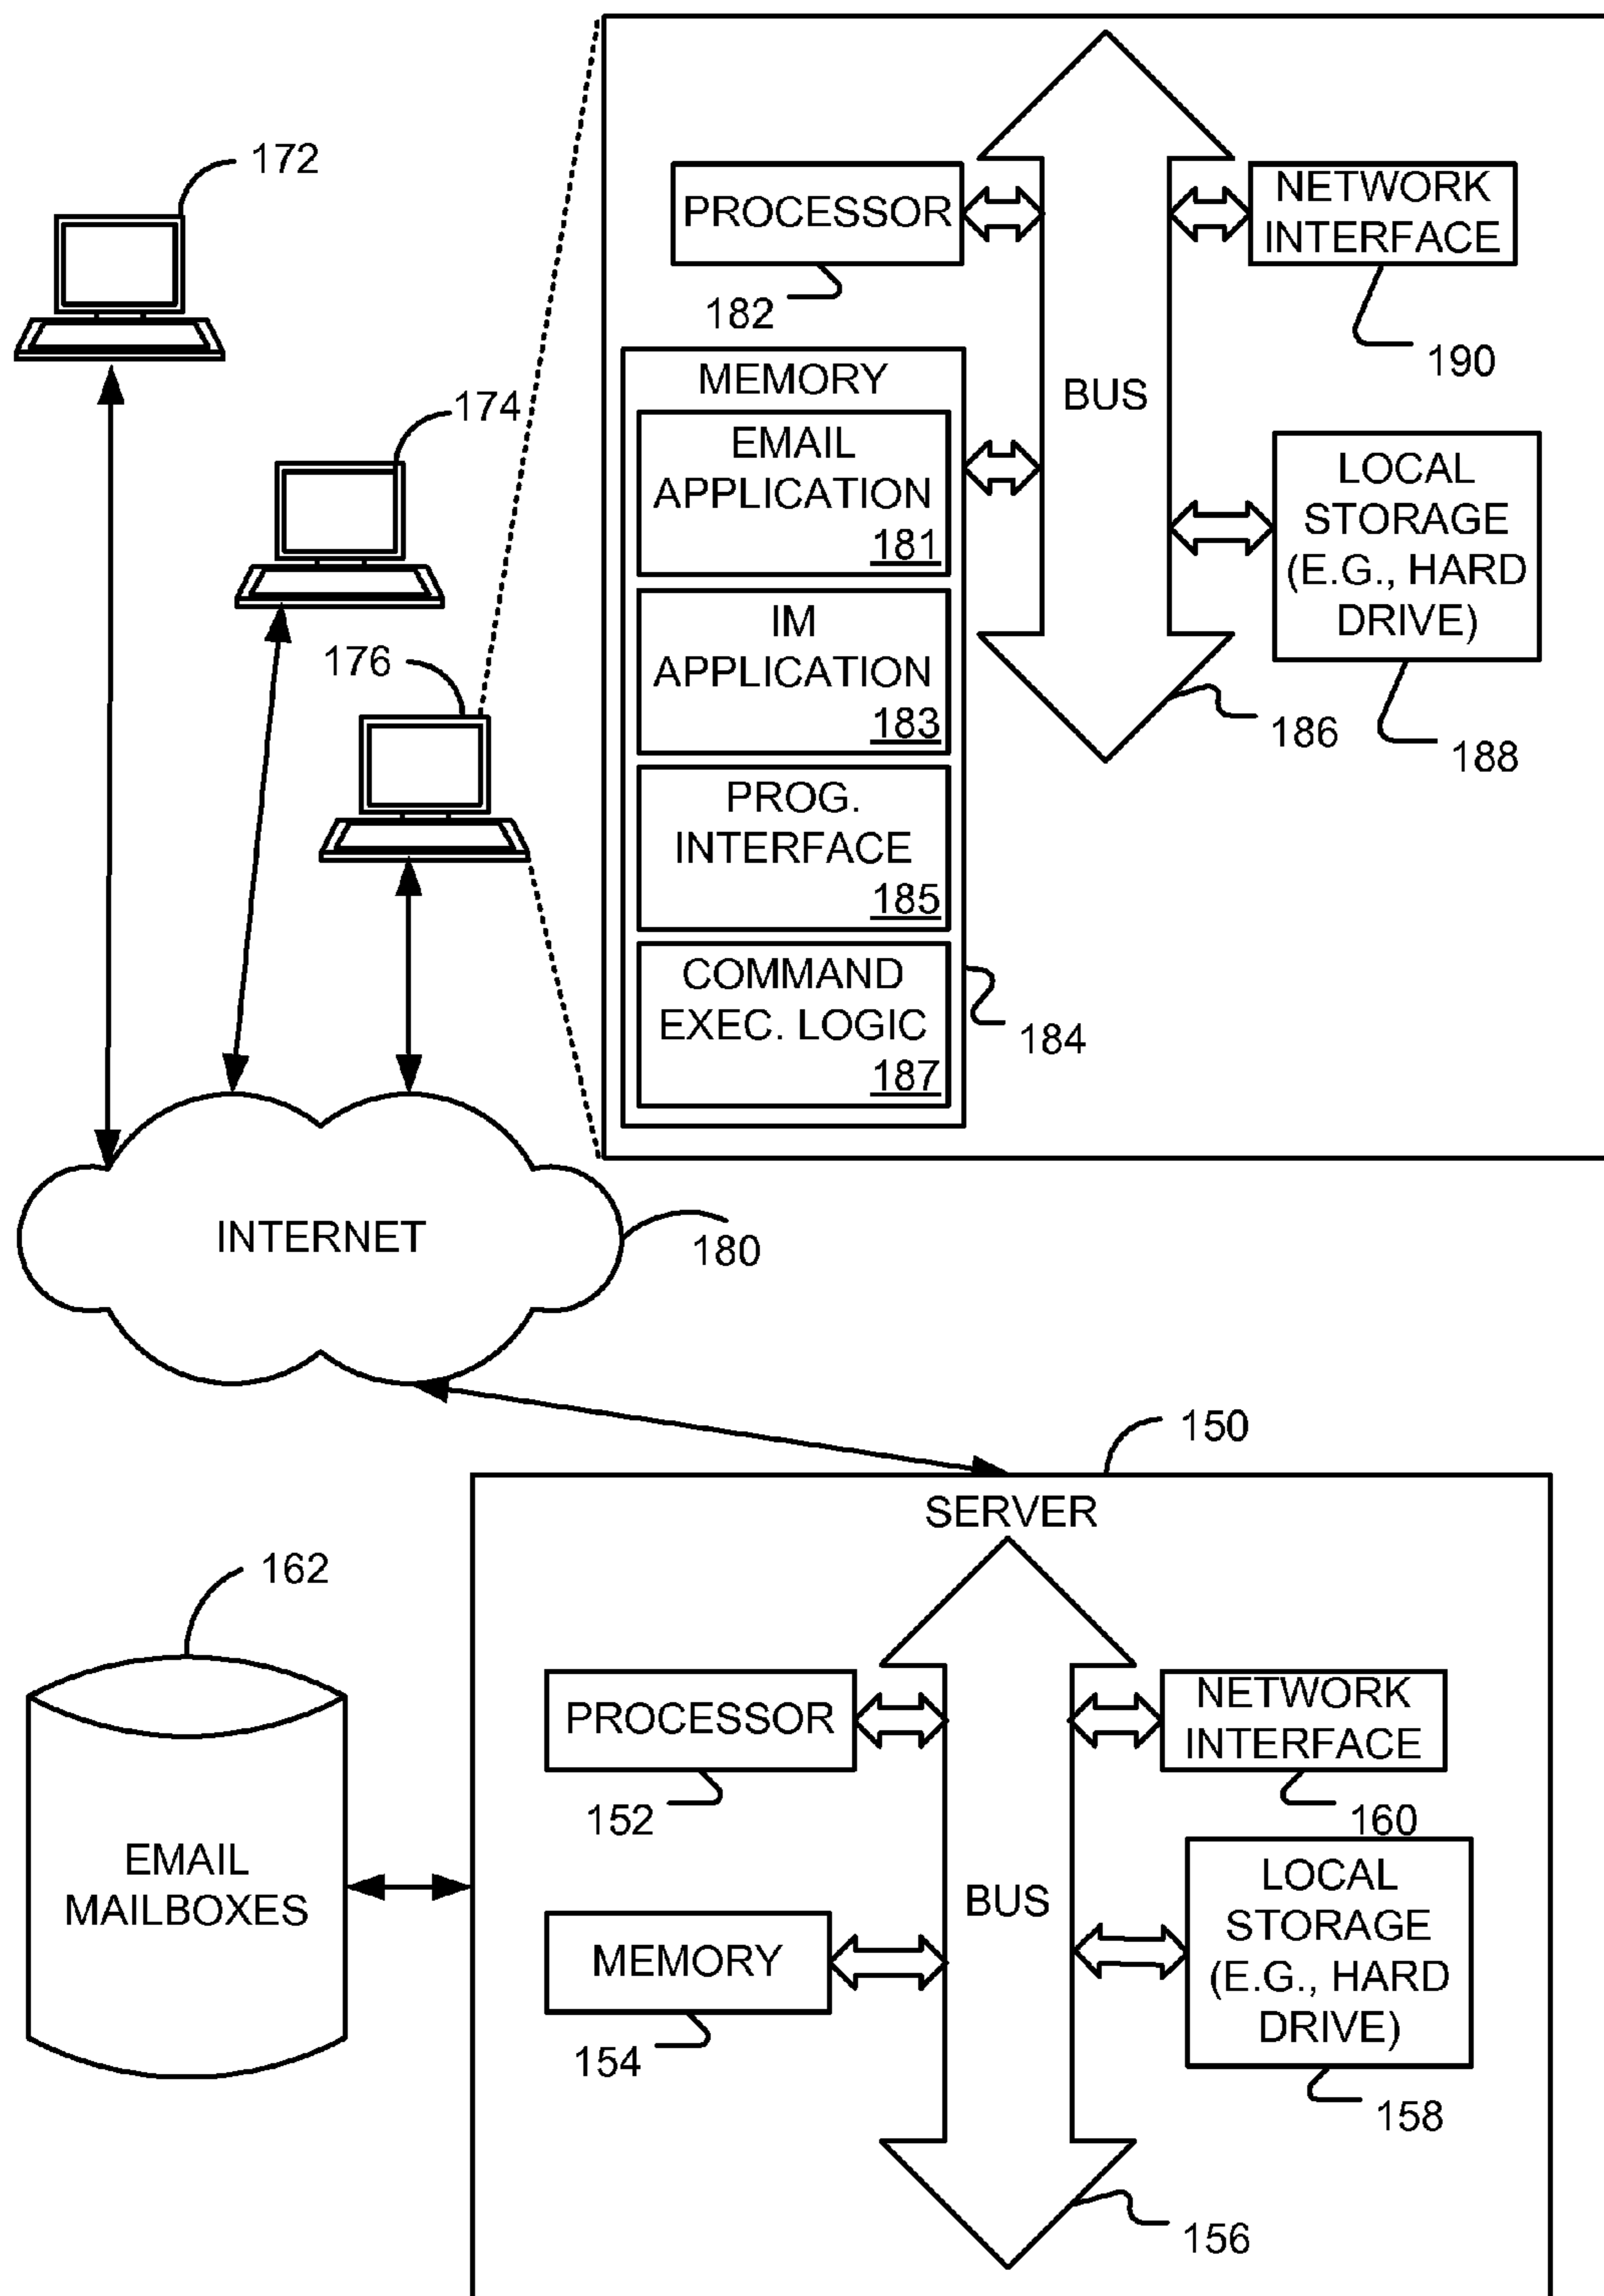 172
PROCESSOR
182
NETWORK
INTERFACE
190
174
MEMORY
EMAIL
APPLICATION
181
IM
APPLICATION
183
PROG.
INTERFACE
185
COMMAND
EXEC. LOGIC
187
184
BUS
186
LOCAL
STORAGE
(E.G., HARD
DRIVE)
188
176
INTERNET
180
150
SERVER
162
EMAIL
MAILBOXES
PROCESSOR
152
NETWORK
INTERFACE
160
MEMORY
154
BUS
LOCAL
STORAGE
(E.G., HARD
DRIVE)
158
156